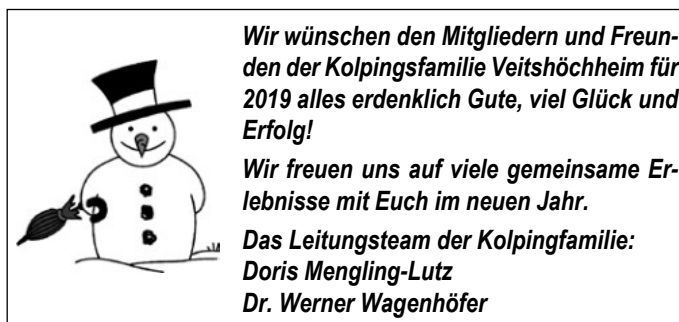 Wir wünschen den Mitgliedern und Freun-
den der Kolpingsfamilie Veitshöchheim für
2019 alles erdenklich Gute, viel Glück und
Erfolg!
Wir freuen uns auf viele gemeinsame Er-
lebnisse mit Euch im neuen Jahr.
Das Leitungsteam der Kolpingfamilie:
Doris Mengling-Lutz
Dr. Werner Wagenhöfer